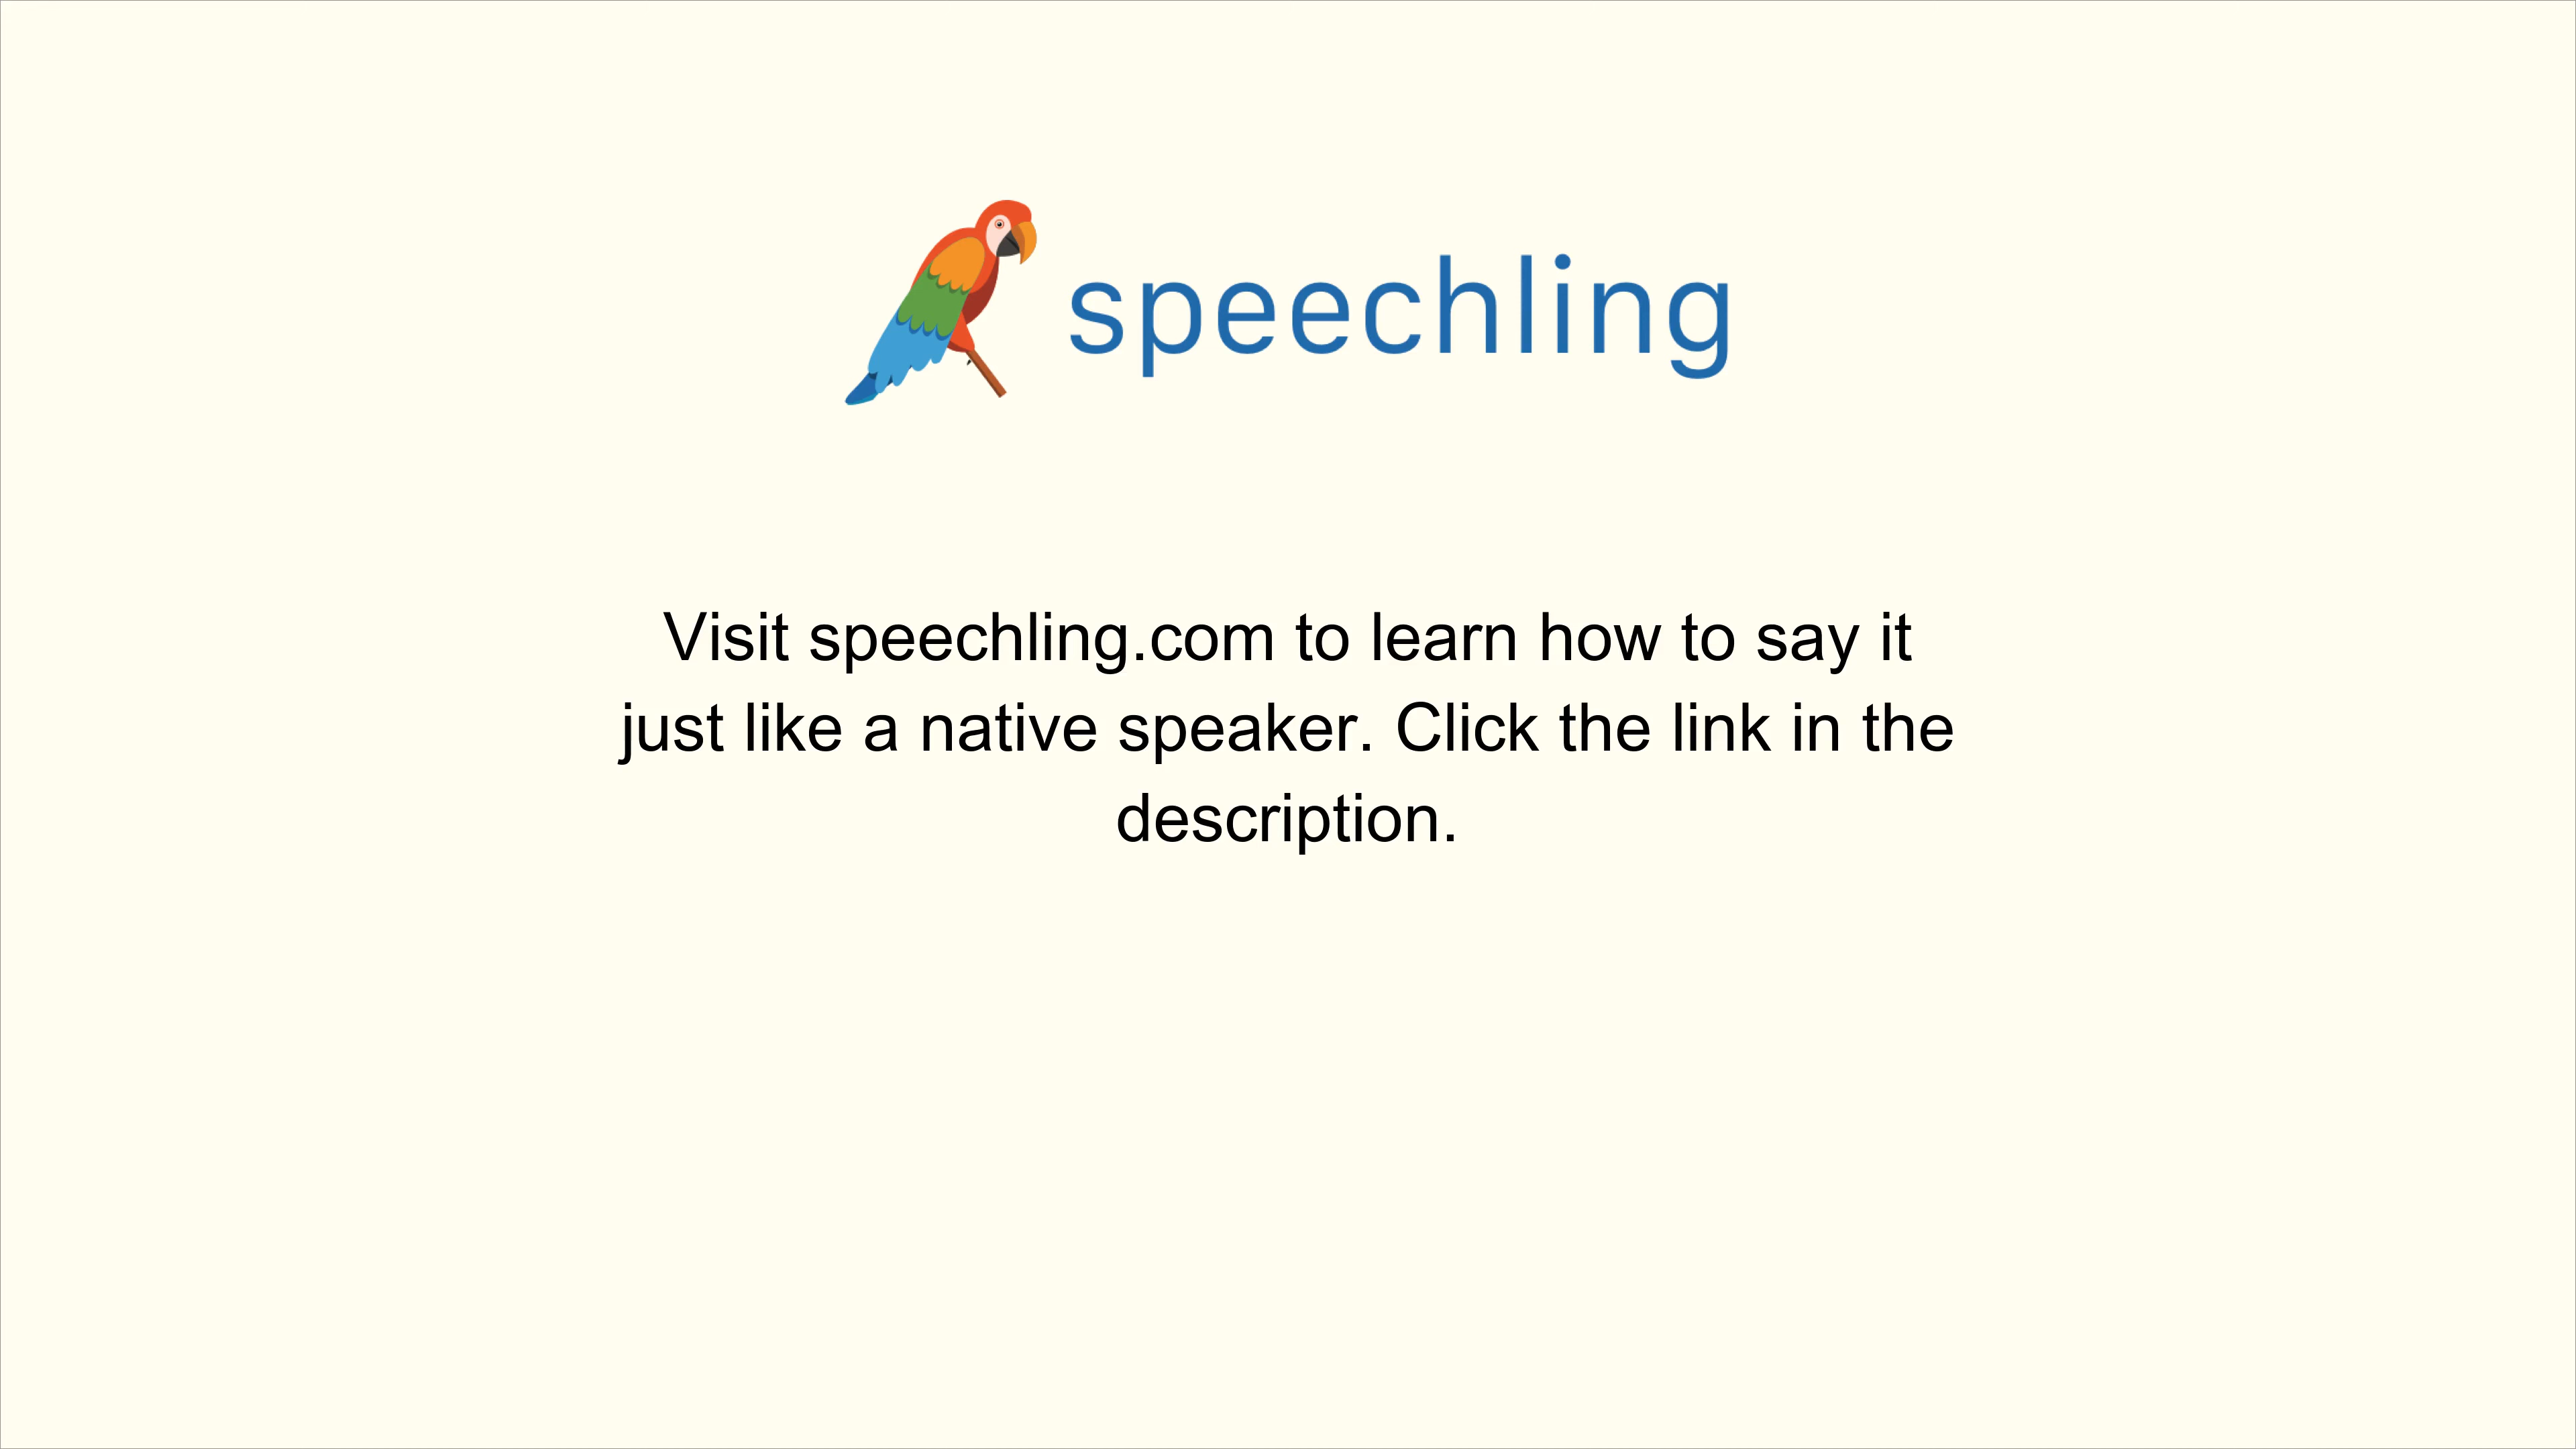 speechling
Visit speechling.com to learn how to say it
just like a native speaker. Click the link in the
description.